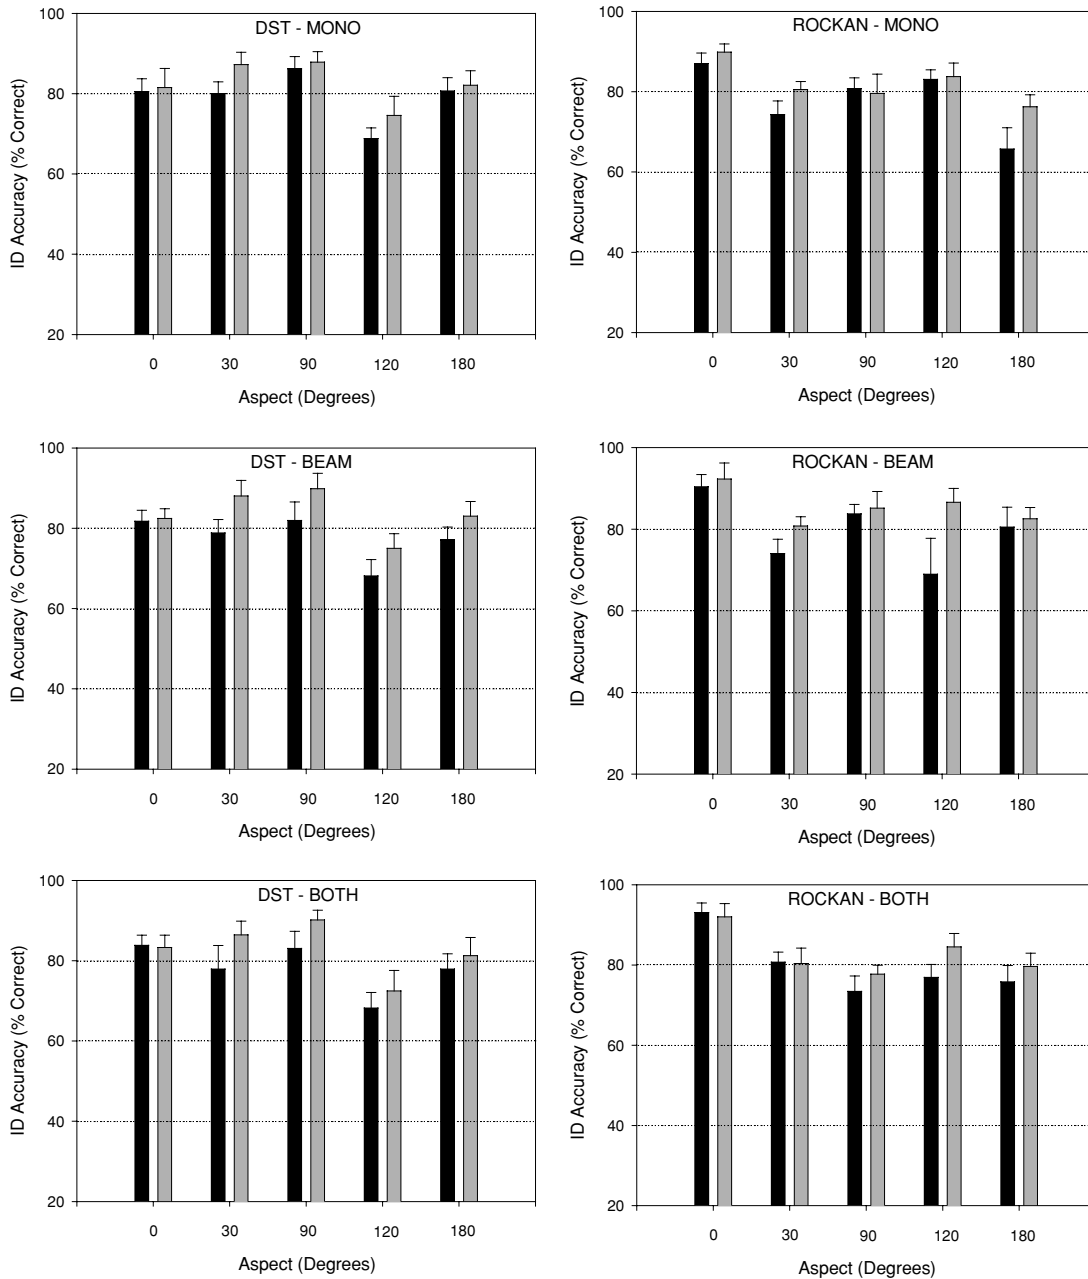 DST - MONO
ID Accuracy (% Correct)
100
80
60
40
20
0 30 90 120 180
Aspect (Degrees)
ROCKAN - MONO
ID Accuracy (% Correct)
100
80
60
40
20
0 30 90 120 180
Aspect (Degrees)
DST - BEAM
ID Accuracy (% Correct)
100
80
60
40
20
0 30 90 120 180
Aspect (Degrees)
ROCKAN - BEAM
ID Accuracy (% Correct)
100
80
60
40
20
0 30 90 120 180
Aspect (Degrees)
DST - BOTH
ID Accuracy (% Correct)
100
80
60
40
20
0 30 90 120 180
Aspect (Degrees)
ROCKAN - BOTH
ID Accuracy (% Correct)
100
80
60
40
20
0 30 90 120 180
Aspect (Degrees)